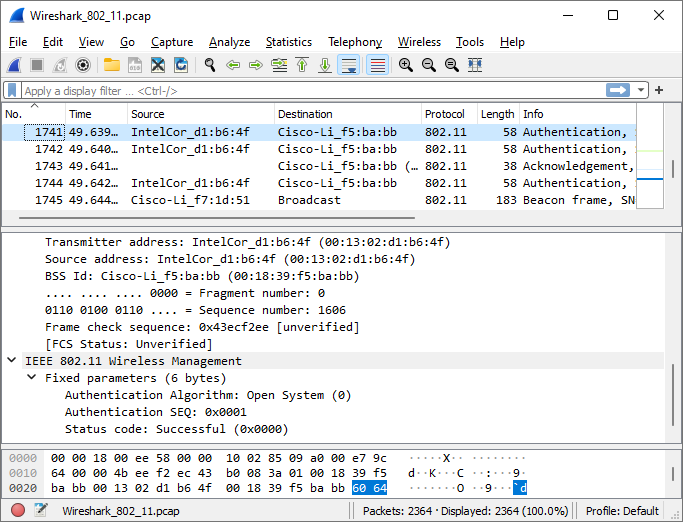 Wireshark_802_11.pcap
File Edit View Go Capture Analyze Statistics Telephony Wireless Tools Help
Apply a display filter ... <Ctrl-/>
No. Time Source Destination Protocol Length Info
1741 49.639… IntelCor_d1:b6:4f Cisco-Li_f5:ba:bb 802.11 58 Authentication,
1742 49.640… IntelCor_d1:b6:4f Cisco-Li_f5:ba:bb 802.11 58 Authentication,
1743 49.641… Cisco-Li_f5:ba:bb (… 802.11 38 Acknowledgement,
1744 49.642… IntelCor_d1:b6:4f Cisco-Li_f5:ba:bb 802.11 58 Authentication,
1745 49.644… Cisco-Li_f7:1d:51 Broadcast 802.11 183 Beacon frame, SN
Transmitter address: IntelCor_d1:b6:4f (00:13:02:d1:b6:4f)
Source address: IntelCor_d1:b6:4f (00:13:02:d1:b6:4f)
BSS Id: Cisco-Li_f5:ba:bb (00:18:39:f5:ba:bb)
.... .... .... 0000 = Fragment number: 0
0110 0100 0110 .... = Sequence number: 1606
Frame check sequence: 0x43ecf2ee [unverified]
[FCS Status: Unverified]
IEEE 802.11 Wireless Management
Fixed parameters (6 bytes)
Authentication Algorithm: Open System (0)
Authentication SEQ: 0x0001
Status code: Successful (0x0000)
0000 00 00 18 00 ee 58 00 00 10 02 85 09 a0 00 e7 9c ·····X·· ········
0010 64 00 00 4b ee f2 ec 43 b0 08 3a 01 00 18 39 f5 d··K···C ··:···9·
0020 ba bb 00 13 02 d1 b6 4f 00 18 39 f5 ba bb 60 64 ·······O ··9···`d
Wireshark_802_11.pcap Packets: 2364 · Displayed: 2364 (100.0%) Profile: Default